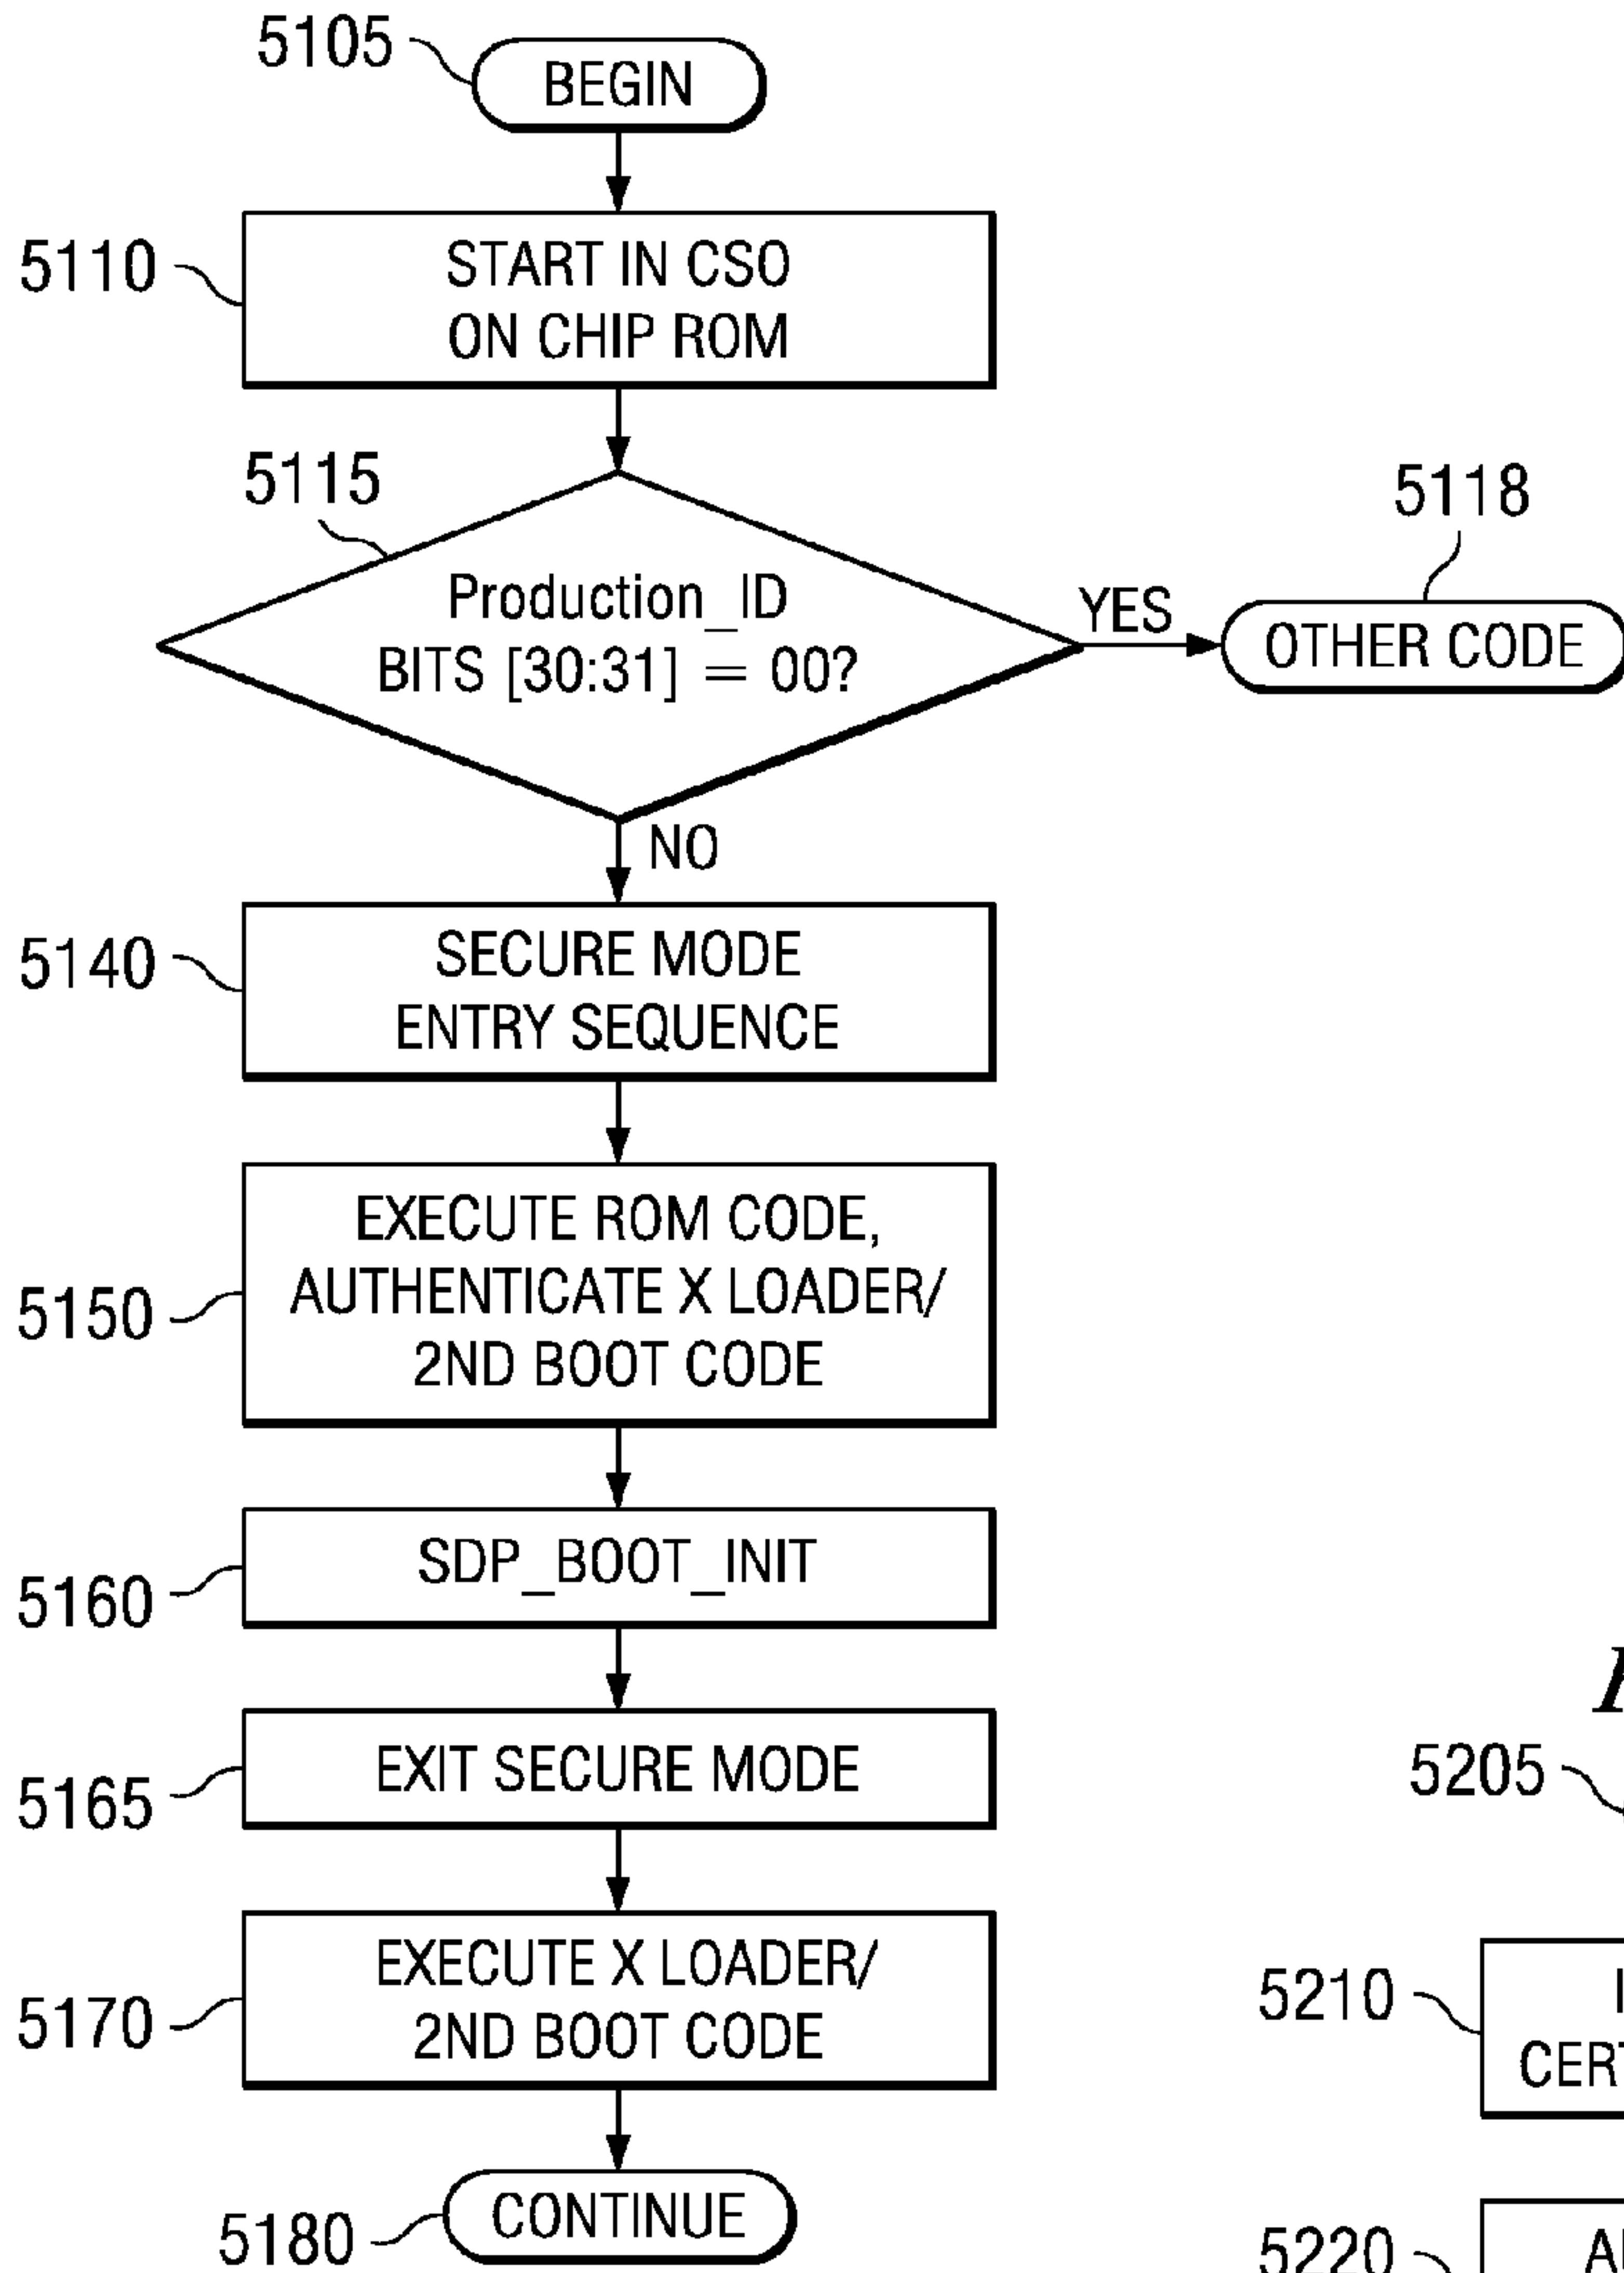 5105
BEGIN
5110
START IN CSO
ON CHIP ROM
5115
Production_ID
BITS [30:31] = 00?
YES
5118
OTHER CODE
NO
5140
SECURE MODE
ENTRY SEQUENCE
5150
EXECUTE ROM CODE,
AUTHENTICATE X LOADER/
2ND BOOT CODE
5160
SDP_BOOT_INIT
5165
EXIT SECURE MODE
5170
EXECUTE X LOADER/
2ND BOOT CODE
5180
CONTINUE
5205
5210
5220